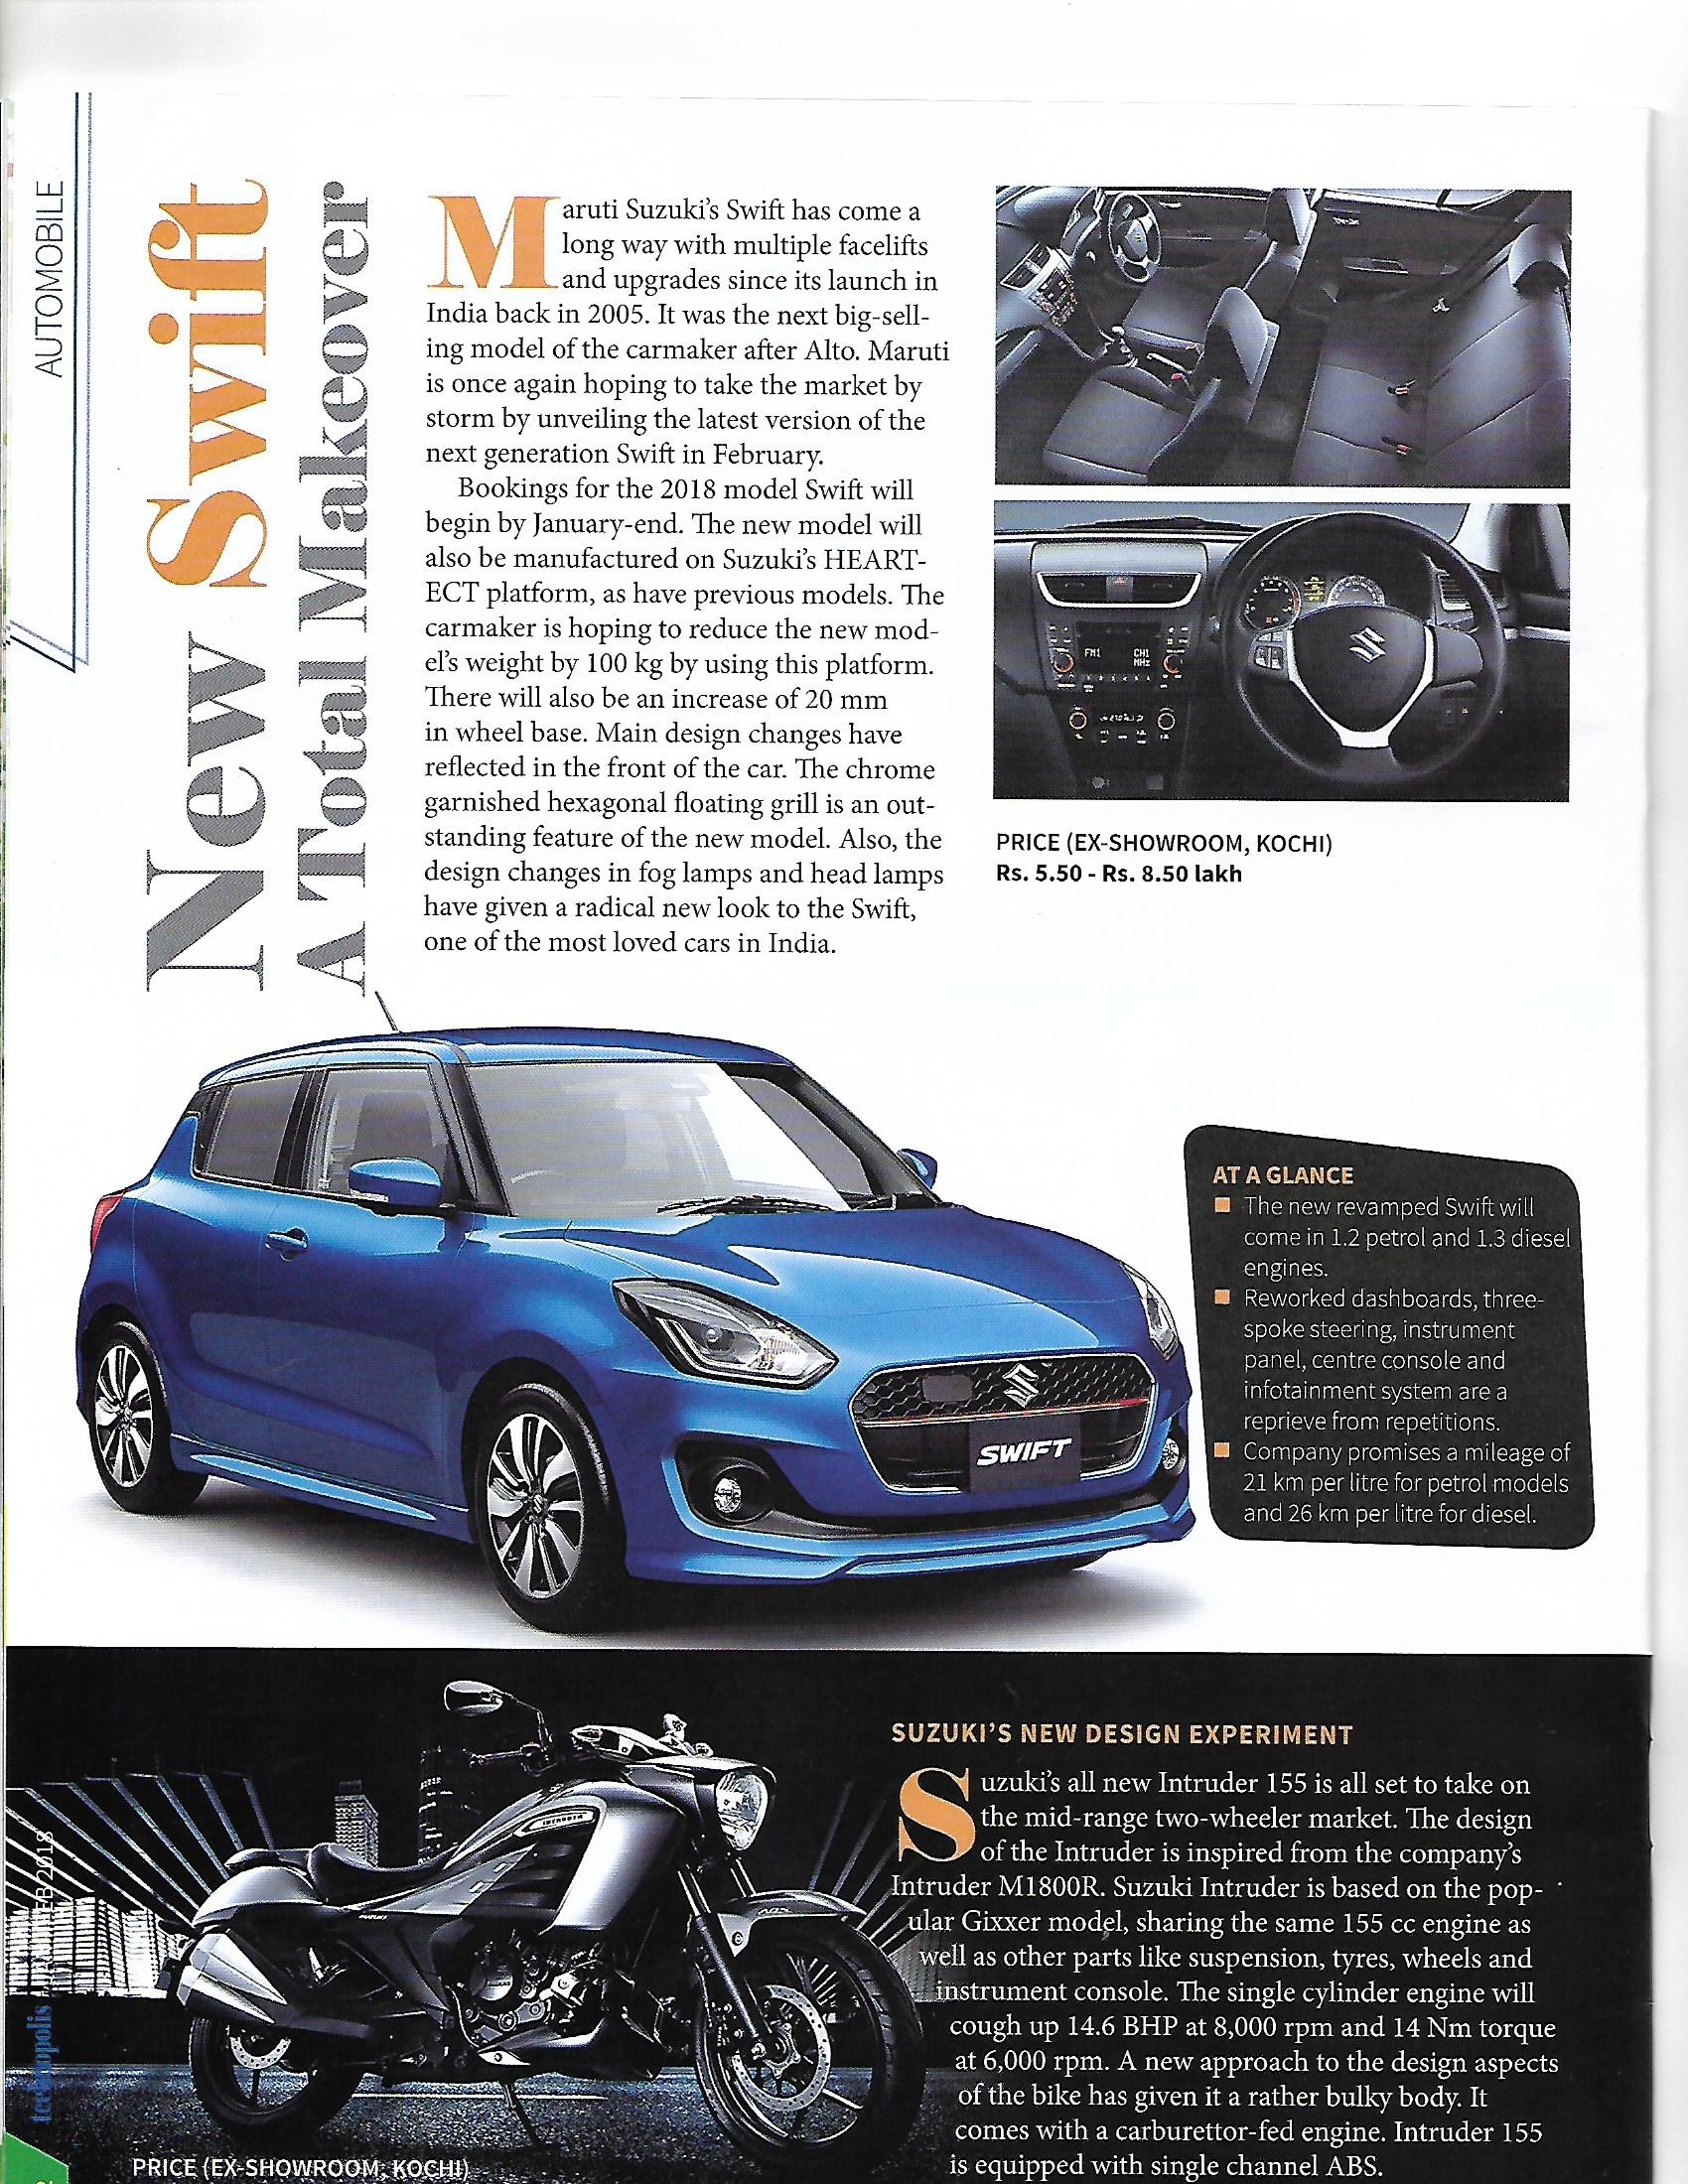 AUTOMOBILE
New Swift
A Total Makeover
Maruti Suzuki's Swift has come a
long way with multiple facelifts
and upgrades since its launch in
India back in 2005. It was the next big-sell-
ing model of the carmaker after Alto. Maruti
is once again hoping to take the market by
storm by unveiling the latest version of the
next generation Swift in February.
Bookings for the 2018 model Swift will
begin by January-end. The new model will
also be manufactured on Suzuki's HEART-
ECT platform, as have previous models. The
carmaker is hoping to reduce the new mod-
el's weight by 100 kg by using this platform.
There will also be an increase of 20 mm
in wheel base. Main design changes have
reflected in the front of the car. The chrome
garnished hexagonal floating grill is an out-
standing feature of the new model. Also, the
design changes in fog lamps and head lamps
have given a radical new look to the Swift,
one of the most loved cars in India.
FM1 CH1
MHz
PRICE (EX-SHOWROOM, KOCHI)
Rs. 5.50 - Rs. 8.50 lakh
SWIFT
AT A GLANCE
The new revamped Swift will
come in 1.2 petrol and 1.3 diesel
engines.
Reworked dashboards, three-
spoke steering, instrument
panel, centre console and
infotainment system are a
reprieve from repetitions.
Company promises a mileage of
21 km per litre for petrol models
and 26 km per litre for diesel.
SUZUKI'S NEW DESIGN EXPERIMENT
Suzuki's all new Intruder 155 is all set to take on
the mid-range two-wheeler market. The design
of the Intruder is inspired from the company's
Intruder M1800R. Suzuki Intruder is based on the pop-
ular Gixxer model, sharing the same 155 cc engine as
well as other parts like suspension, tyres, wheels and
instrument console. The single cylinder engine will
cough up 14.6 BHP at 8,000 rpm and 14 Nm torque
at 6,000 rpm. A new approach to the design aspects
of the bike has given it a rather bulky body. It
comes with a carburettor-fed engine. Intruder 155
is equipped with single channel ABS.
INTRUDER
SUZUKI
ABS
technopolis
2018
PRICE (EX-SHOWROOM, KOCHI)